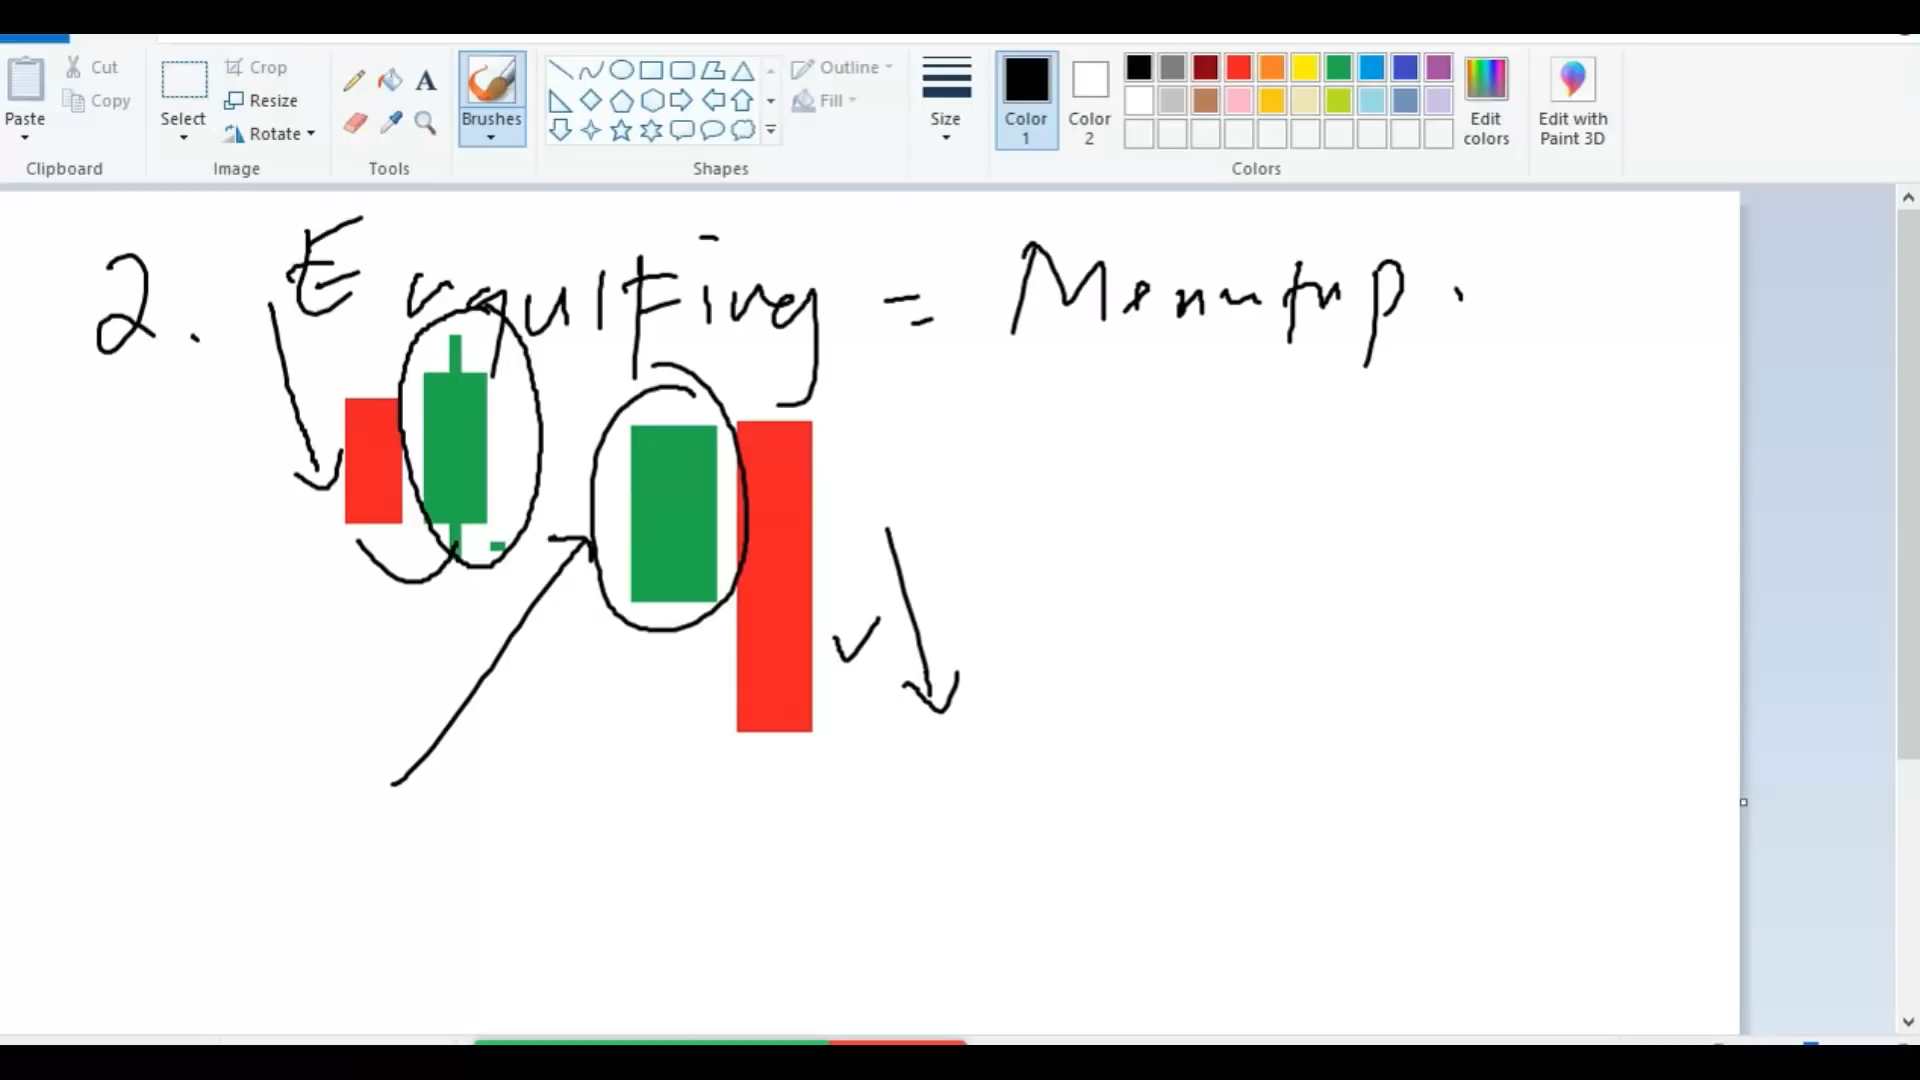 Cut
Copy
Paste
Clipboard
Crop
Resize
Rotate
Select
Image
A
Tools
Brushes
Shapes
Outline
Fill
Size
Color 1
Color 2
Colors
Edit colors
Edit with Paint 3D
2. Engulfing = Menutup.